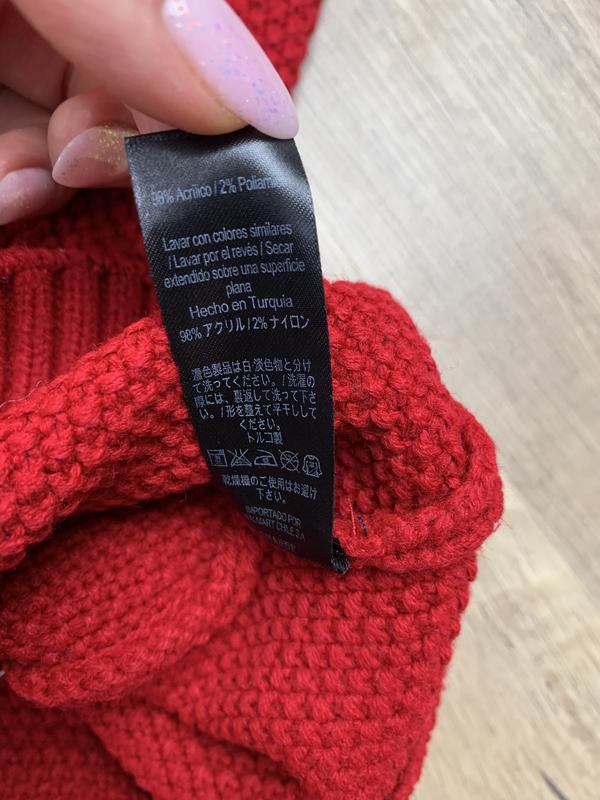 98% Acrílico / 2% 
Lavar con colores similares
/ Lavar por el revés / Secar
extendido sobre una superficie
plana
Hecho en Turquia
98% アクリル / 2% ナイロン
濃色製品は白·淡色物と分け
て洗ってください。/ 洗濯の
際には、裏返して洗って下さ
い。/ 形を整えて平干しして
ください。
トルコ製
乾燥機のご使用はお避け
下さい。
IMPORTADO POR
MART CHILE S.A